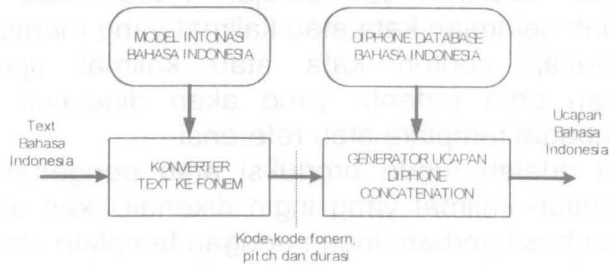 MODEL INTONASI
BAHASA INDONESIA
DIPHONE DATABASE
BAHASA INDONESIA
Text
Bahasa
Indonesia
KONVERTER
TEXT KE FONEM
GENERATOR UCAPAN
DIPHONE
CONCATENATION
Ucapan
Bahasa
Indonesia
Kode-kode fonem,
pitch dan durasi